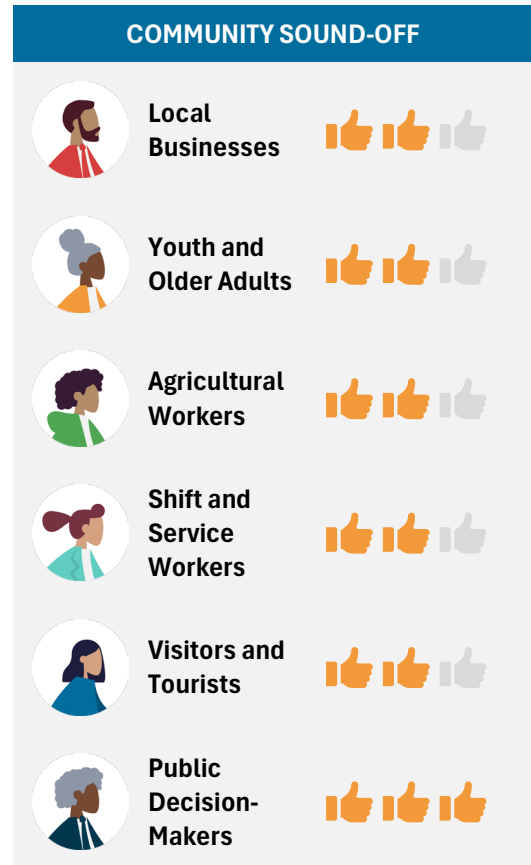 COMMUNITY SOUND-OFF
Local
Businesses
Youth and
Older Adults
Agricultural
Workers
Shift and
Service
Workers
Visitors and
Tourists
Public
Decision-
Makers